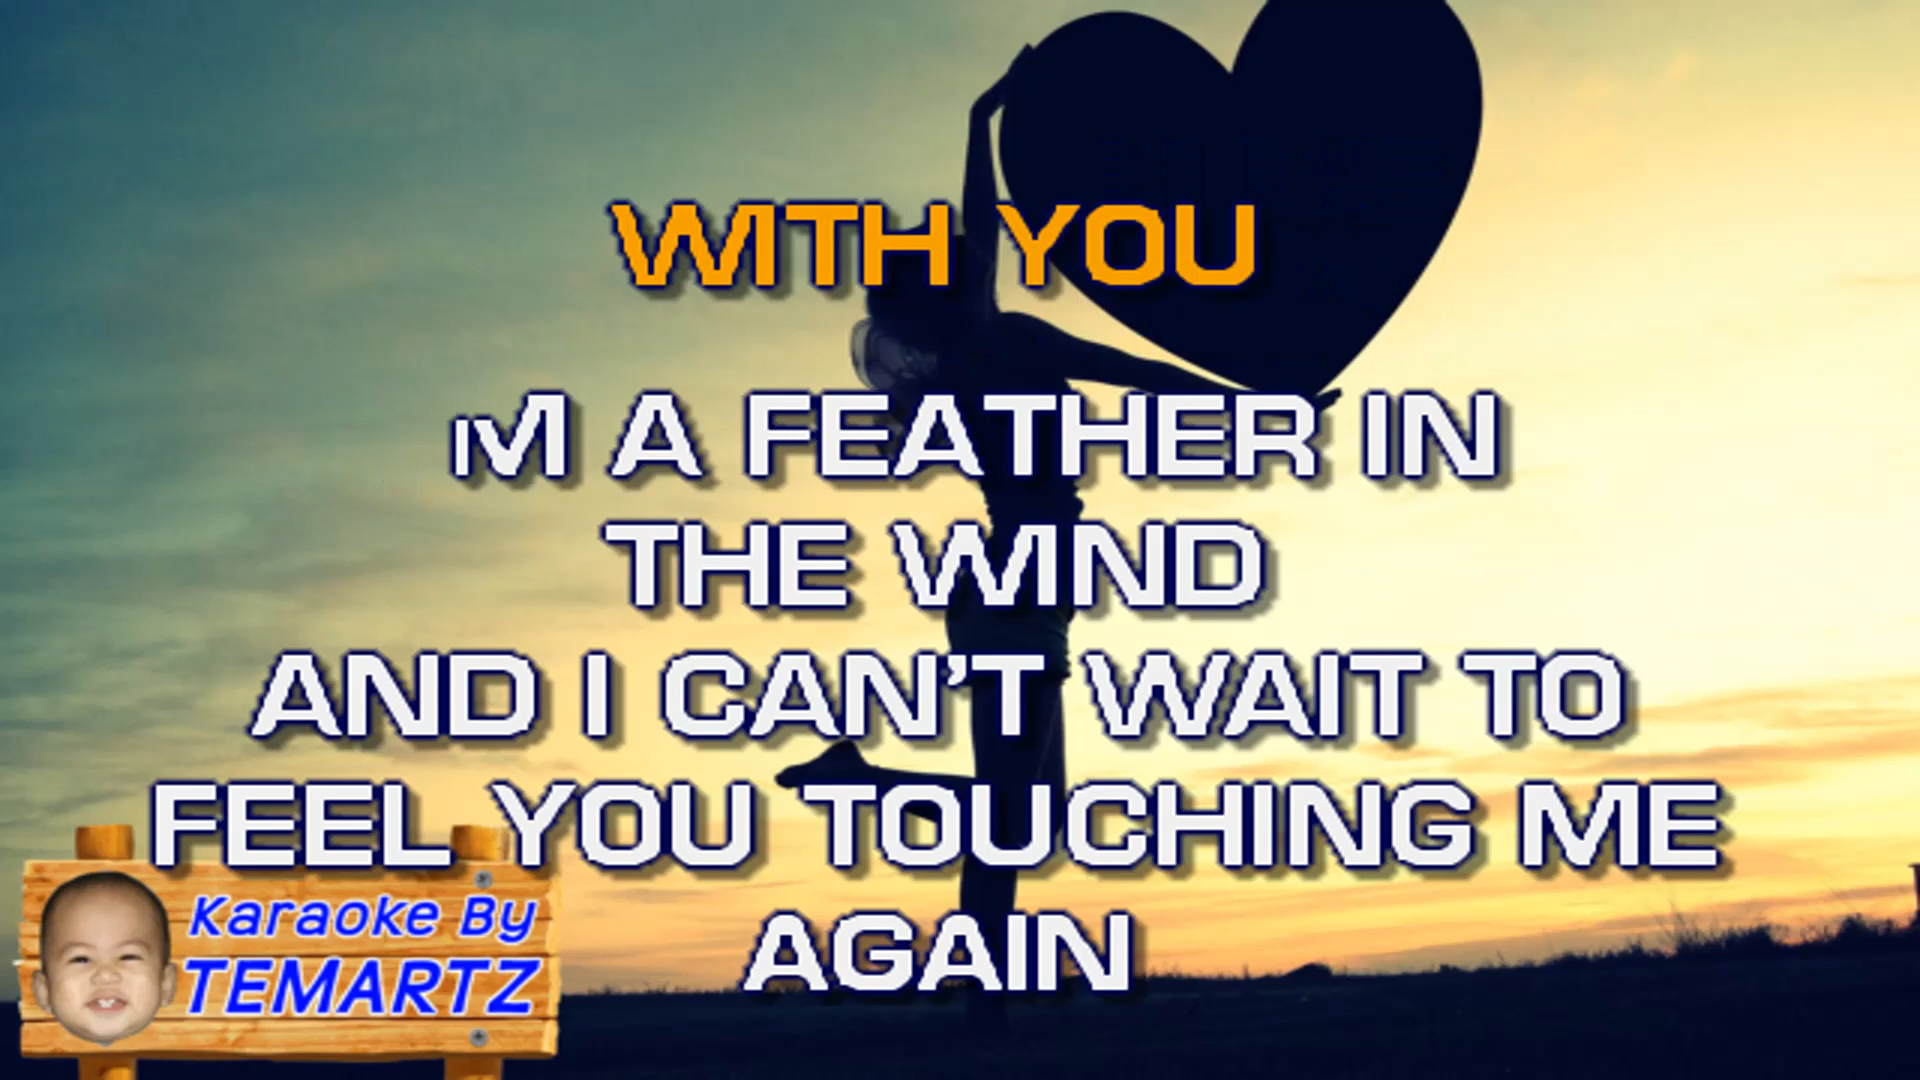 WITH YOU
IM A FEATHER IN
THE WIND
AND I CAN'T WAIT TO
FEEL YOU TOUCHING ME
AGAIN
Karaoke By
TEMARTZ